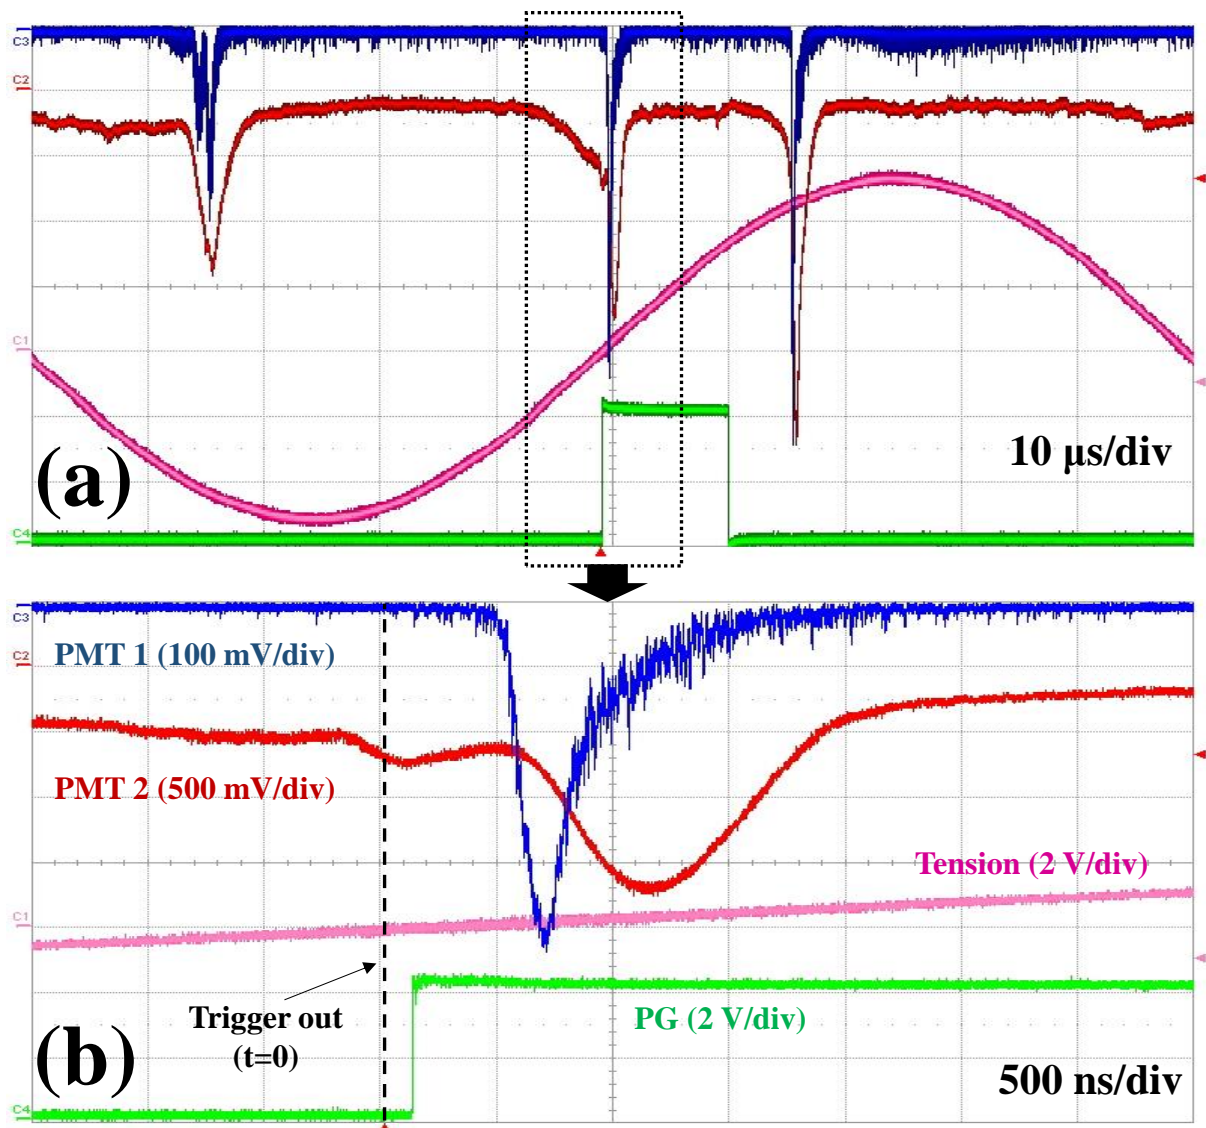 C3
C2
C1
(a)
10 μs/div
C4
C3
C2
PMT 1 (100 mV/div)
PMT 2 (500 mV/div)
Tension (2 V/div)
C1
Trigger out
(t=0)
PG (2 V/div)
(b)
500 ns/div
C4